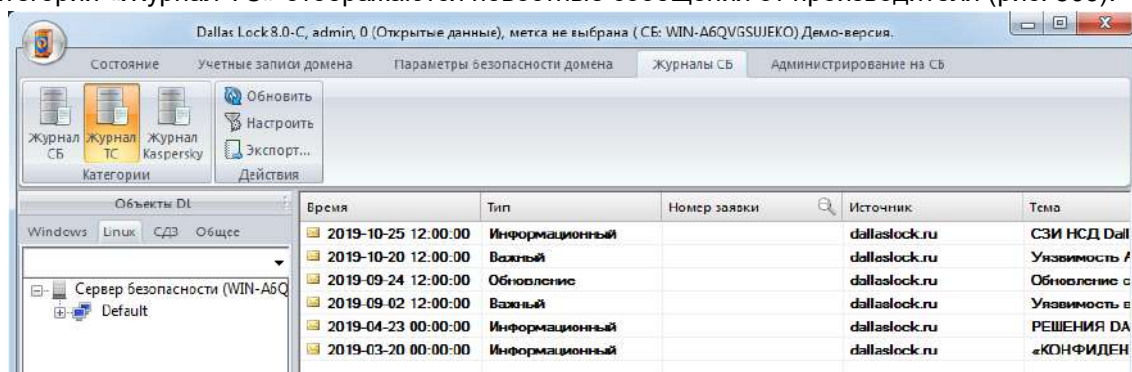 отображаются новостные сообщения от производителя
Dallas Lock 8.0-C, admin, 0 (Открытые данные), метка не выбрана ( СБ: WIN-A6QVGSUJEKO) Демо-версия.
Состояние Учетные записи домена Параметры безопасности домена Журналы СБ Администрирование на СБ
Журнал СБ Журнал ТС Журнал Kaspersky
Обновить
Настроить
Экспорт...
Категории Действия
Объекты DL
Windows Linux СДЗ Общее
Сервер безопасности (WIN-A6Q
Default
Время Тип Номер заявки Источник Тема
2019-10-25 12:00:00 Информационный dallaslock.ru СЗИ НСД Dall
2019-10-20 12:00:00 Важный dallaslock.ru Уязвимость
2019-09-24 12:00:00 Обновление dallaslock.ru Обновление с
2019-09-02 12:00:00 Важный dallaslock.ru Уязвимость в
2019-04-23 00:00:00 Информационный dallaslock.ru РЕШЕНИЯ DA
2019-03-20 00:00:00 Информационный dallaslock.ru «КОНФИДЕН